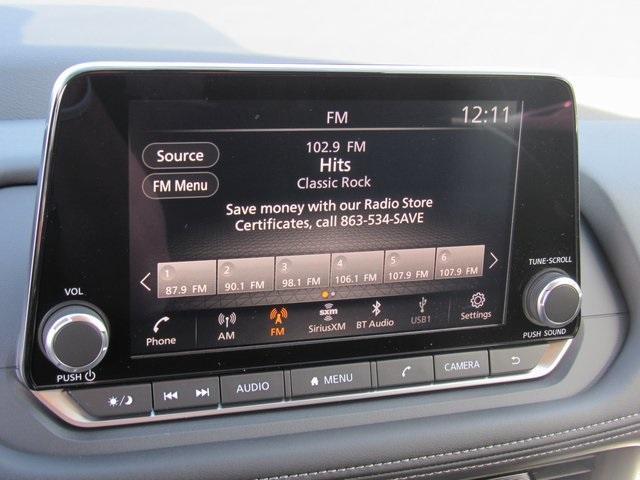 FM
12:11
102.9 FM
Source
Hits
FM Menu
Classic Rock
Save money with our Radio Store
Certificates, call 863-534-SAVE
1 2 3 4 5 6
87.9 FM 90.1 FM 98.1 FM 106.1 FM 107.9 FM 107.9 FM
Phone AM FM sxm SiriusXM BT Audio USB1 Settings
VOL
PUSH
TUNE·SCROLL
PUSH SOUND
AUDIO MENU CAMERA